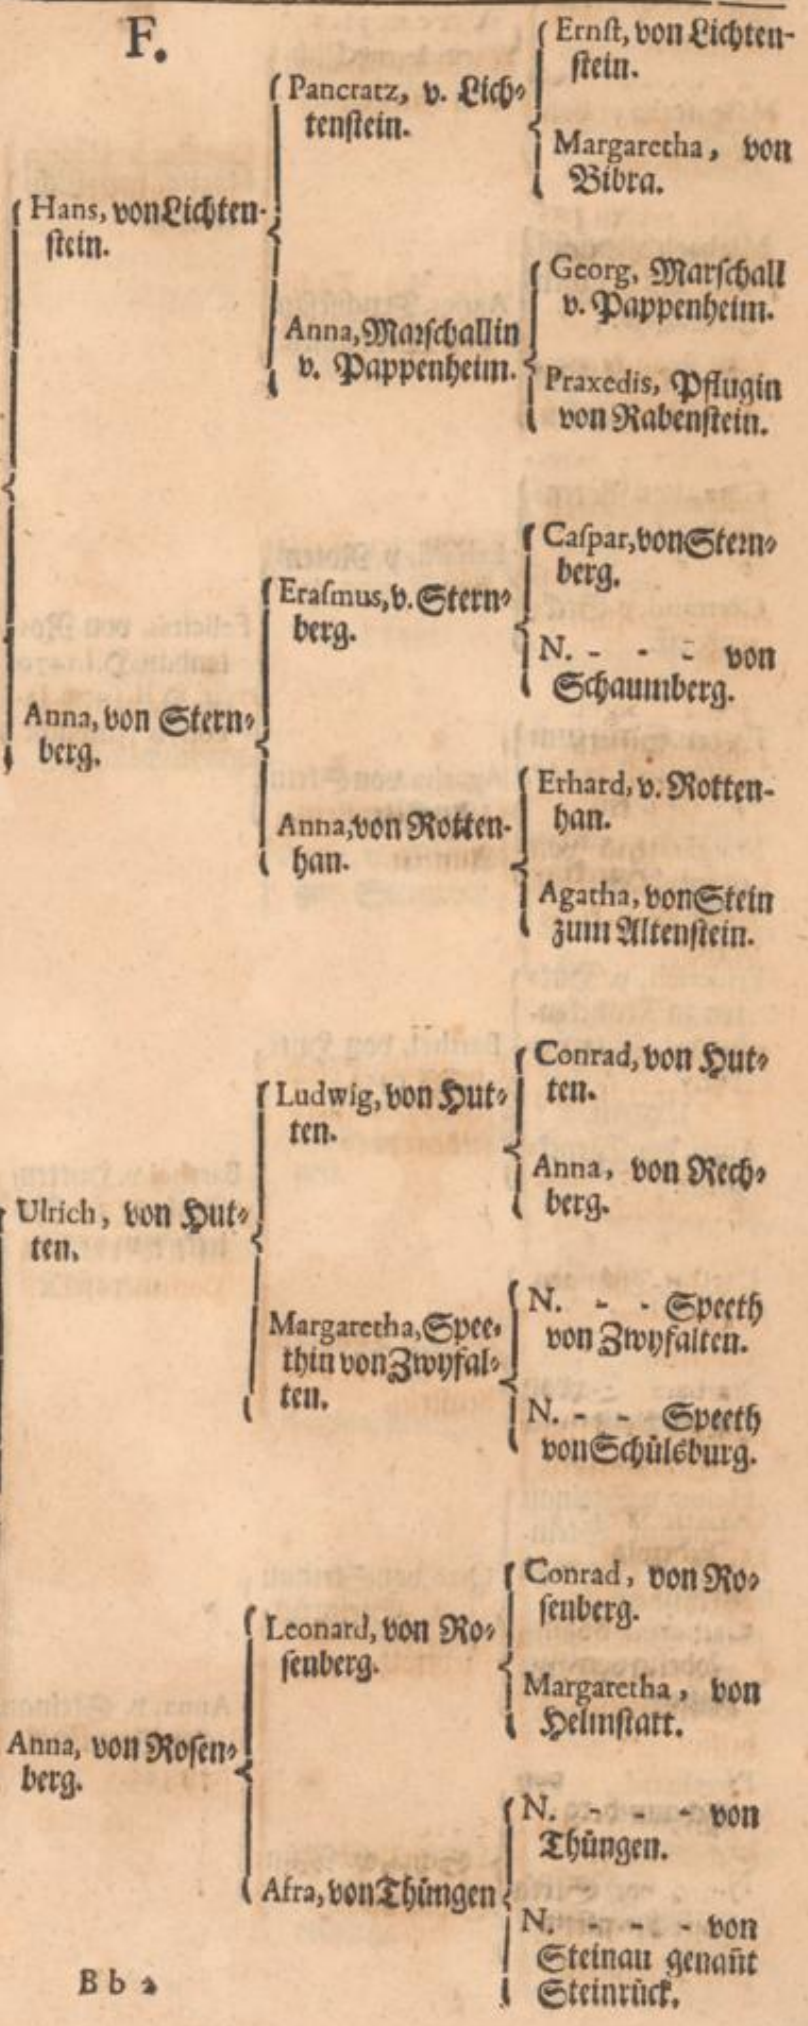 F.
Ernst, von Lichten-
stein.
Pancratz, v. Lich-
tenstein.
Margaretha, von
Bibra.
Hans, von Lichten-
stein.
Georg, Marschall
v. Pappenheim.
Anna, Marschallin
v. Pappenheim.
Praxedis, Pflugin
von Rabenstein.
Caspar, von Stern-
berg.
Erasmus, v. Stern-
berg.
N. - - - von
Schaumberg.
Anna, von Stern-
berg.
Erhard, v. Rotten-
han.
Anna, von Rotten-
han.
Agatha, von Stein
zum Altenstein.
Conrad, von Hut-
ten.
Ludwig, von Hut-
ten.
Anna, von Rech-
berg.
Ulrich, von Hut-
ten.
N. - - Speeth
von Zwyfalten.
Margaretha, Spee-
thin von Zwyfal-
ten.
N. - - Speeth
von Schülsburg.
Conrad, von Ro-
senberg.
Leonard, von Ro-
senberg.
Margaretha, von
Helmstatt.
Anna, von Rosen-
berg.
N. - - - von
Thüngen.
Afra, von Thüngen
N. - - - von
Steinau genañt
Steinrück.
B b 2